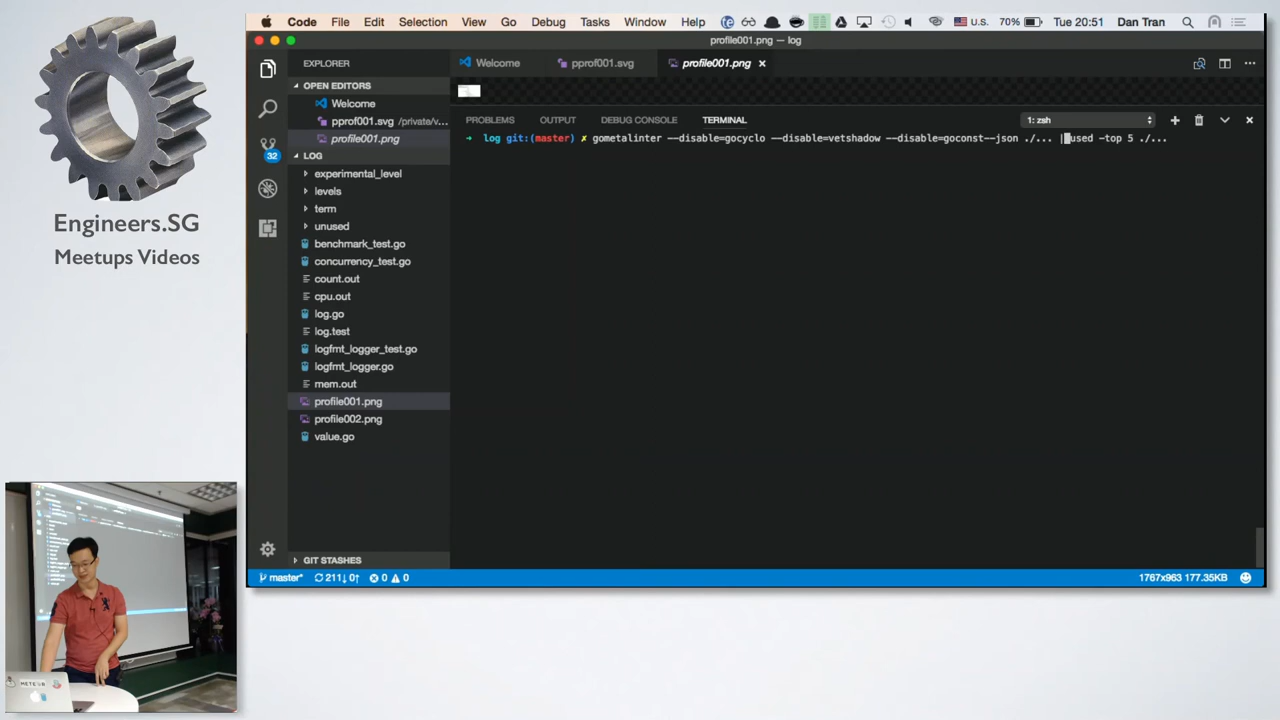 Engineers.SG
Meetups Videos
Code File Edit Selection View Go Debug Tasks Window Help U.S. 70% Tue 20:51 Dan Tran
profile001.png — log
EXPLORER
Welcome pprof001.svg profile001.png
OPEN EDITORS
Welcome
pprof001.svg /private/v...
profile001.png
LOG
experimental_level
levels
term
unused
benchmark_test.go
concurrency_test.go
count.out
cpu.out
log.go
log.test
logfmt_logger_test.go
logfmt_logger.go
mem.out
profile001.png
profile002.png
value.go
GIT STASHES
32
PROBLEMS OUTPUT DEBUG CONSOLE TERMINAL 1: zsh
log git:(master) ✗ gometalinter --disable=gocyclo --disable=vetshadow --disable=goconst--json ./... |used -top 5 ./...
master* 211↓ 0↑ 0 0 1767x963 177.35KB
METEOR